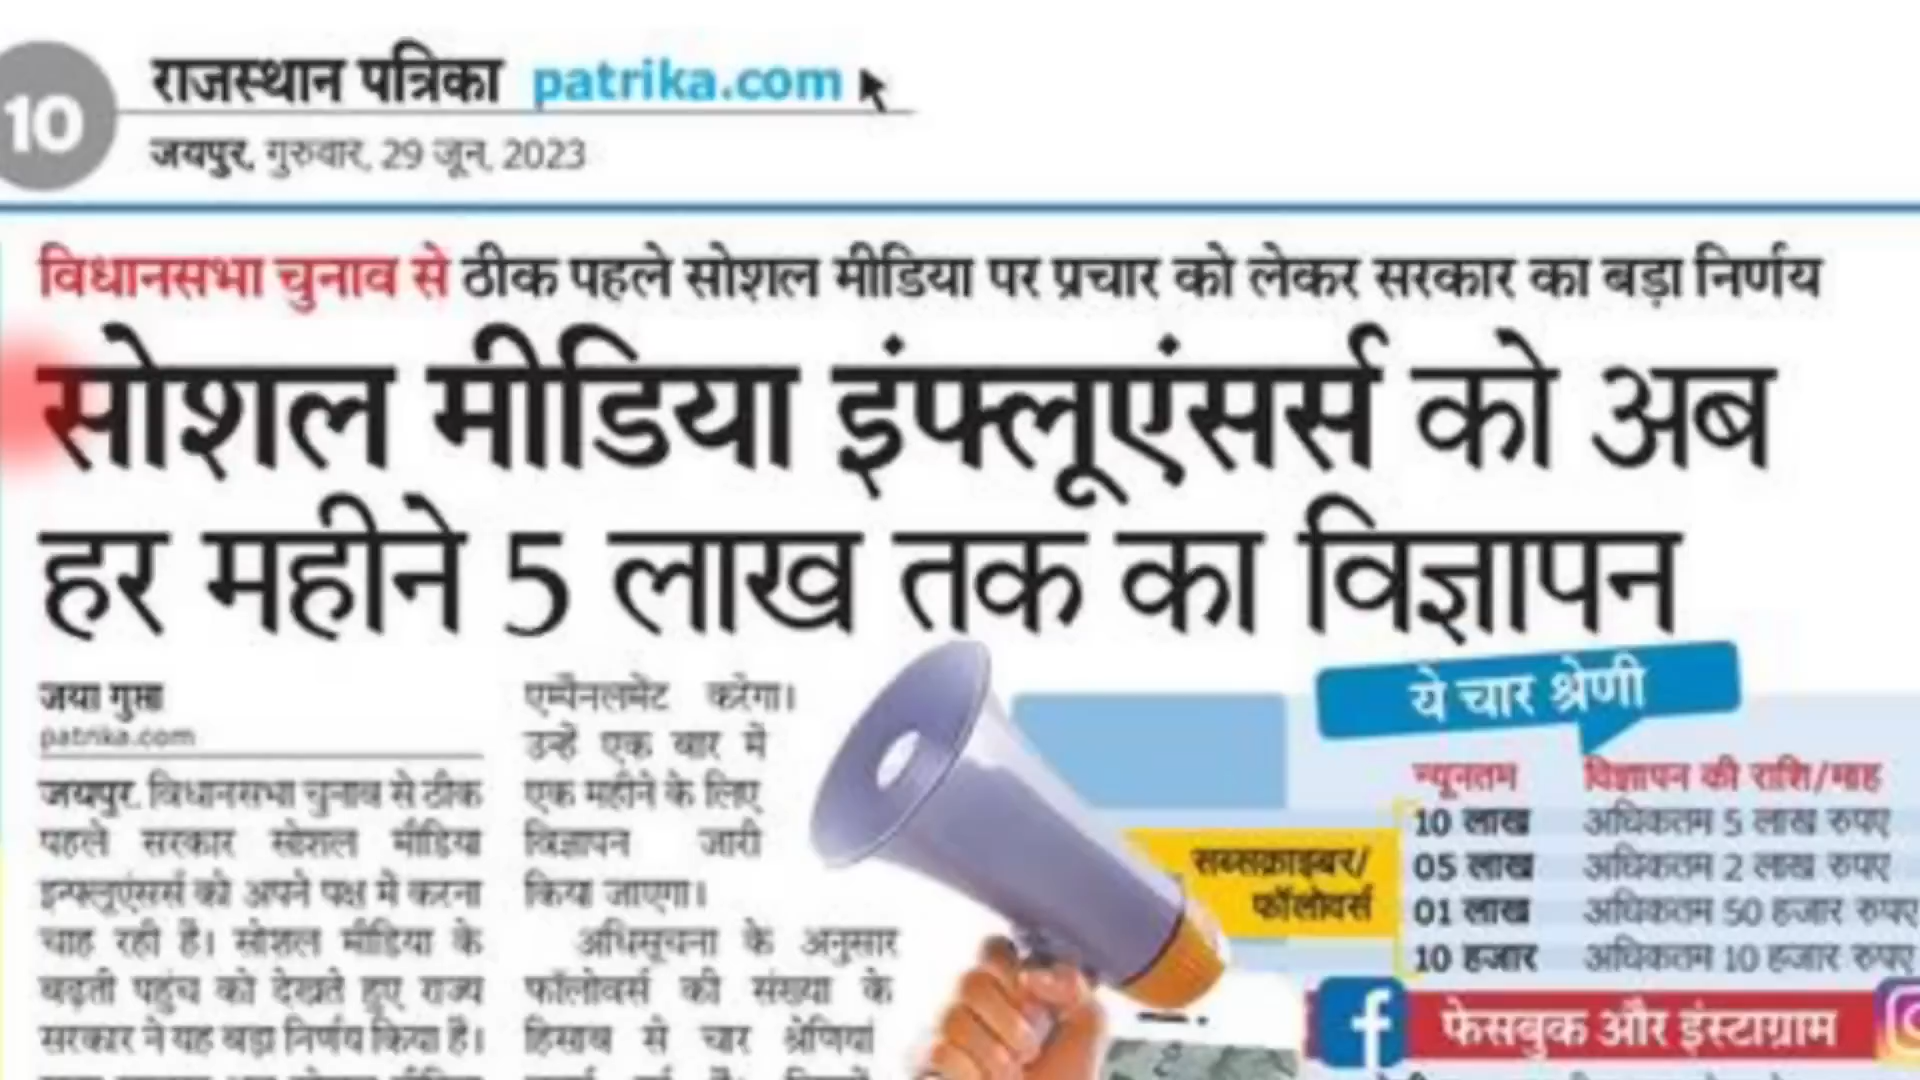 10
राजस्थान पत्रिका patrika.com
जयपुर, गुरुवार, 29 जून, 2023
विधानसभा चुनाव से ठीक पहले सोशल मीडिया पर प्रचार को लेकर सरकार का बड़ा निर्णय
सोशल मीडिया इंफ्लूएंसर्स को अब
हर महीने 5 लाख तक का विज्ञापन
जया गुप्ता
patrika.com
जयपुर. विधानसभा चुनाव से ठीक
पहले सरकार सोशल मीडिया
इन्फ्लूएंसर्स को अपने पक्ष में करना
चाह रही है। सोशल मीडिया के
बढ़ती पहुंच को देखते हुए राज्य
सरकार ने यह बड़ा निर्णय किया है।
एम्पैनलमेंट करेगा।
उन्हें एक बार में
एक महीने के लिए
विज्ञापन जारी
किया जाएगा।
अधिसूचना के अनुसार
फॉलोवर्स की संख्या के
हिसाब से चार श्रेणियां
ये चार श्रेणी
न्यूनतम विज्ञापन की राशि/माह
सब्सक्राइबर/
फॉलोवर्स
10 लाख अधिकतम 5 लाख रुपए
05 लाख अधिकतम 2 लाख रुपए
01 लाख अधिकतम 50 हजार रुपए
10 हजार अधिकतम 10 हजार रुपए
फेसबुक और इंस्टाग्राम